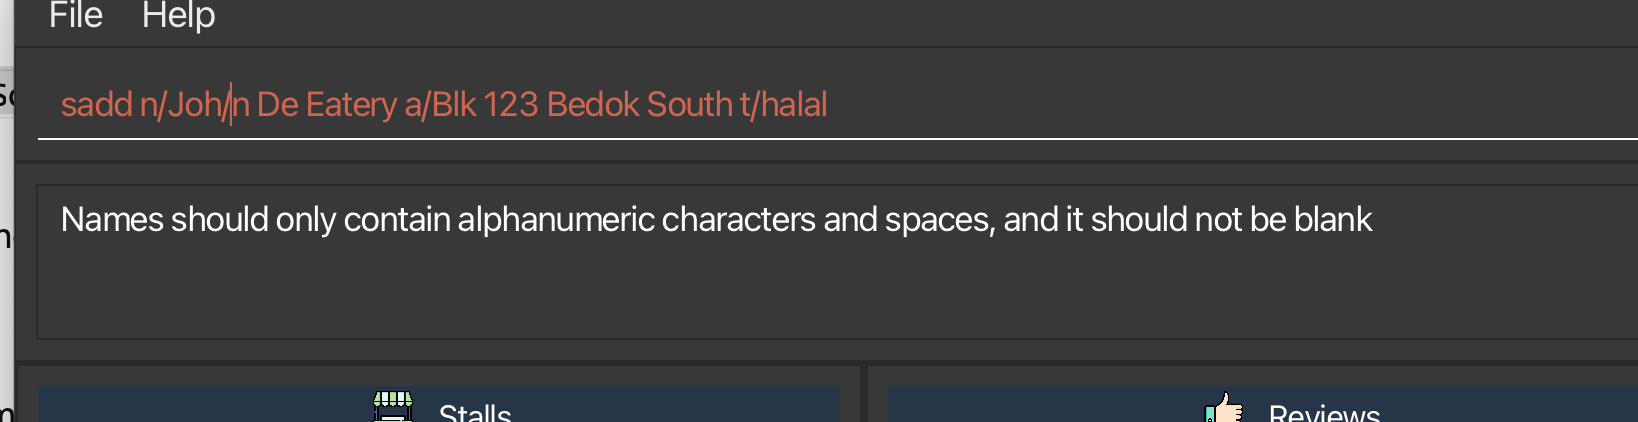 File Help
sadd n/Joh/n De Eatery a/Blk 123 Bedok South t/halal
Names should only contain alphanumeric characters and spaces, and it should not be blank
Stalls Reviews